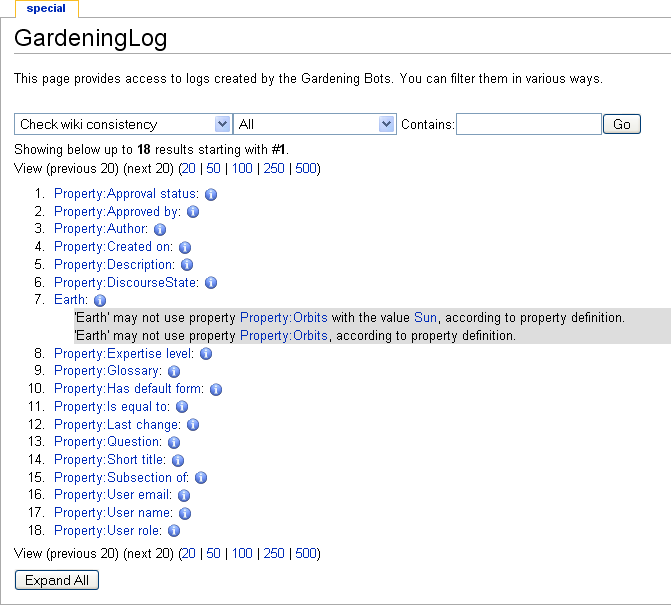 special
GardeningLog
This page provides access to logs created by the Gardening Bots. You can filter them in various ways.
Check wiki consistency All Contains: Go
Showing below up to 18 results starting with #1.
View (previous 20) (next 20) (20 | 50 | 100 | 250 | 500)
1. Property:Approval status:
2. Property:Approved by:
3. Property:Author:
4. Property:Created on:
5. Property:Description:
6. Property:DiscourseState:
7. Earth:
'Earth' may not use property Property:Orbits with the value Sun, according to property definition.
'Earth' may not use property Property:Orbits, according to property definition.
8. Property:Expertise level:
9. Property:Glossary:
10. Property:Has default form:
11. Property:Is equal to:
12. Property:Last change:
13. Property:Question:
14. Property:Short title:
15. Property:Subsection of:
16. Property:User email:
17. Property:User name:
18. Property:User role:
View (previous 20) (next 20) (20 | 50 | 100 | 250 | 500)
Expand All